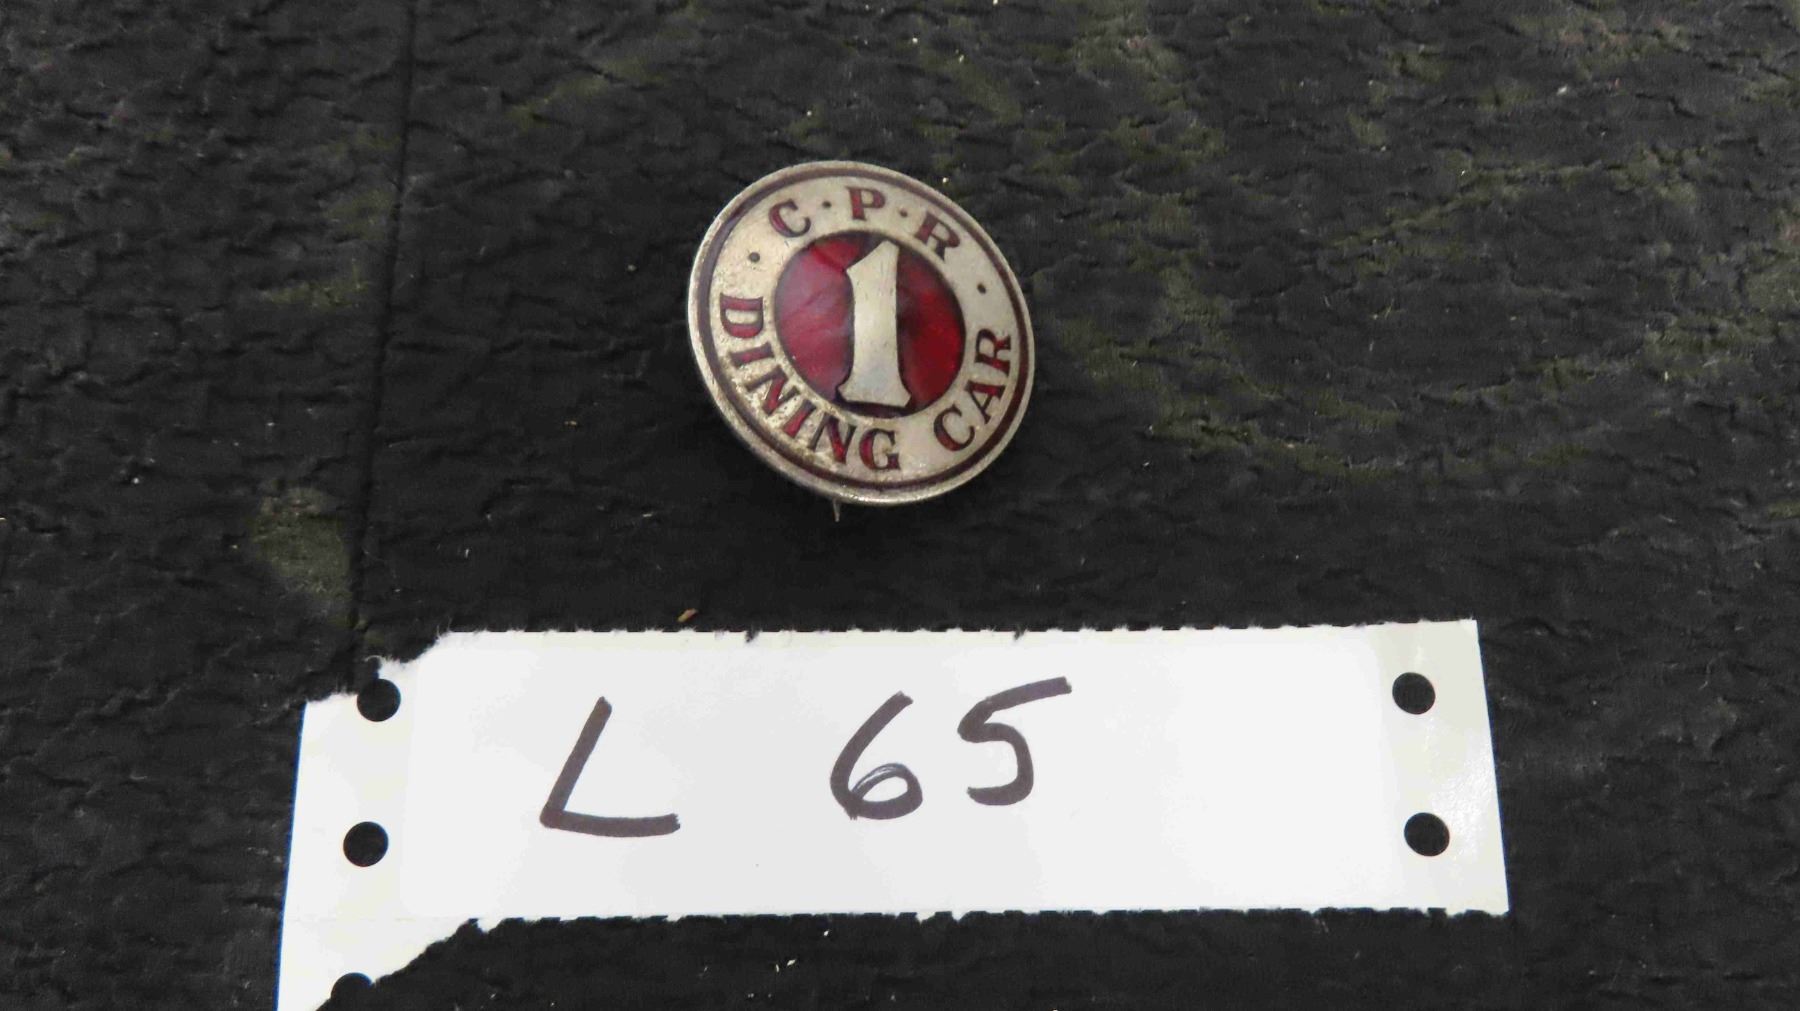 C·P·R
1
DINING CAR
L 65